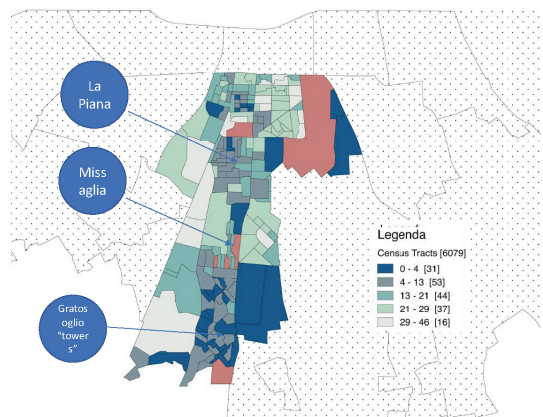 La
Piana
Miss
aglia
Gratos
oglio
"tower
s"
Legenda
Census Tracts [6079]
0 - 4 [31]
4 - 13 [53]
13 - 21 [44]
21 - 29 [37]
29 - 46 [16]